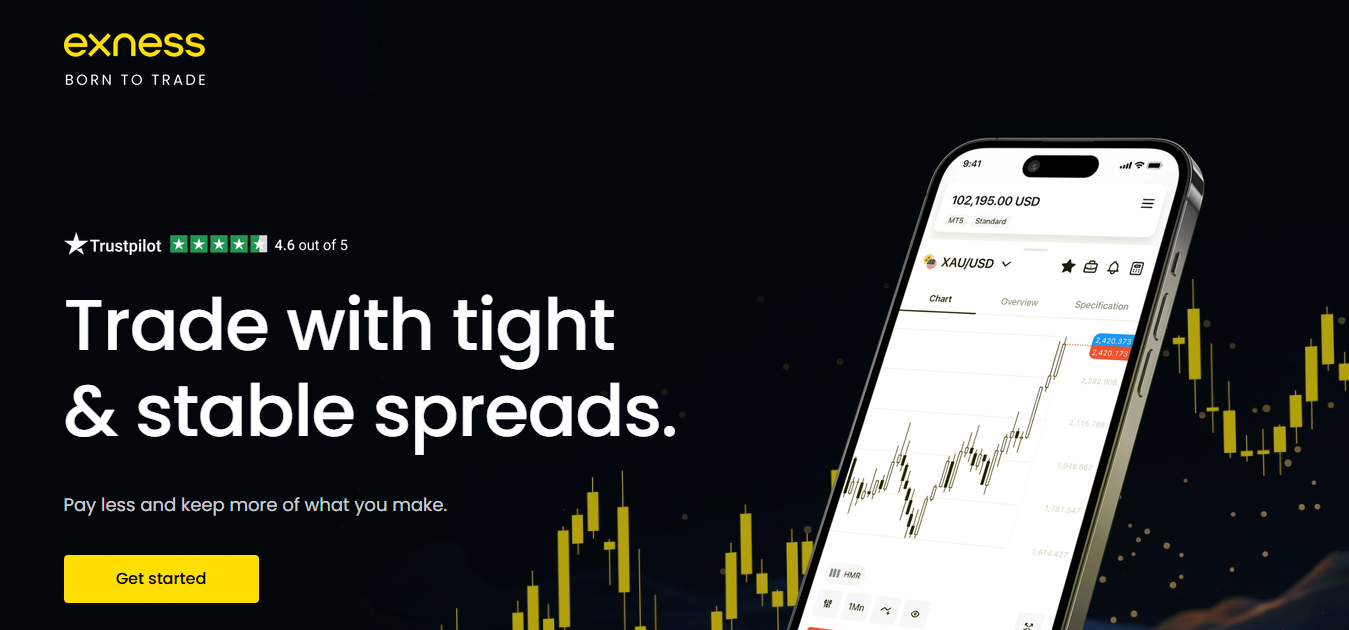 exness
BORN TO TRADE
Trustpilot 4.6 out of 5
Trade with tight
& stable spreads.
Pay less and keep more of what you make.
Get started
9:41
102,195.00 USD
MT5 Standard
XAU/USD
Chart Overview Specification
2,420.373
2,420.173
2,282.906
2,115.786
1,948.667
1,781.547
1,614.427
HMR
1Mn